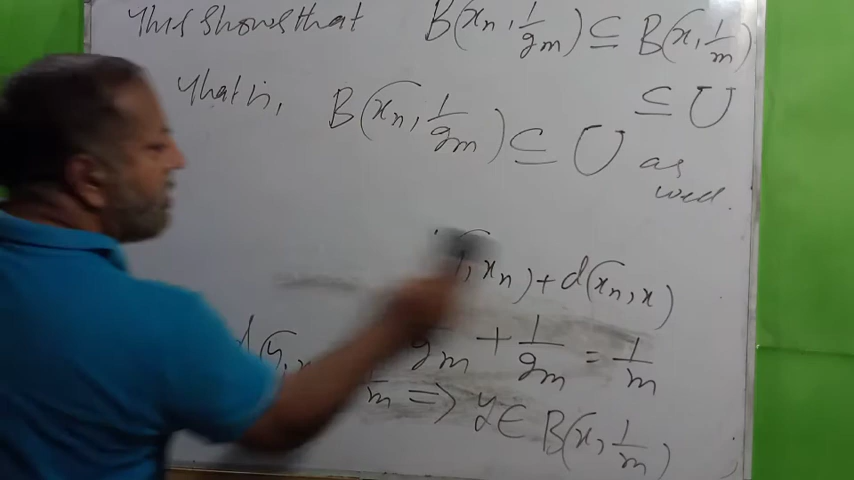 This shows that B(xₙ, 1/2m) ⊆ B(x, 1/m)
⊆ U
That is, B(xₙ, 1/2m) ⊆ U as
well.
, xₙ) + d(xₙ, x)
2m + 1/2m = 1/m
m ⇒ y ∈ B(x, 1/m)